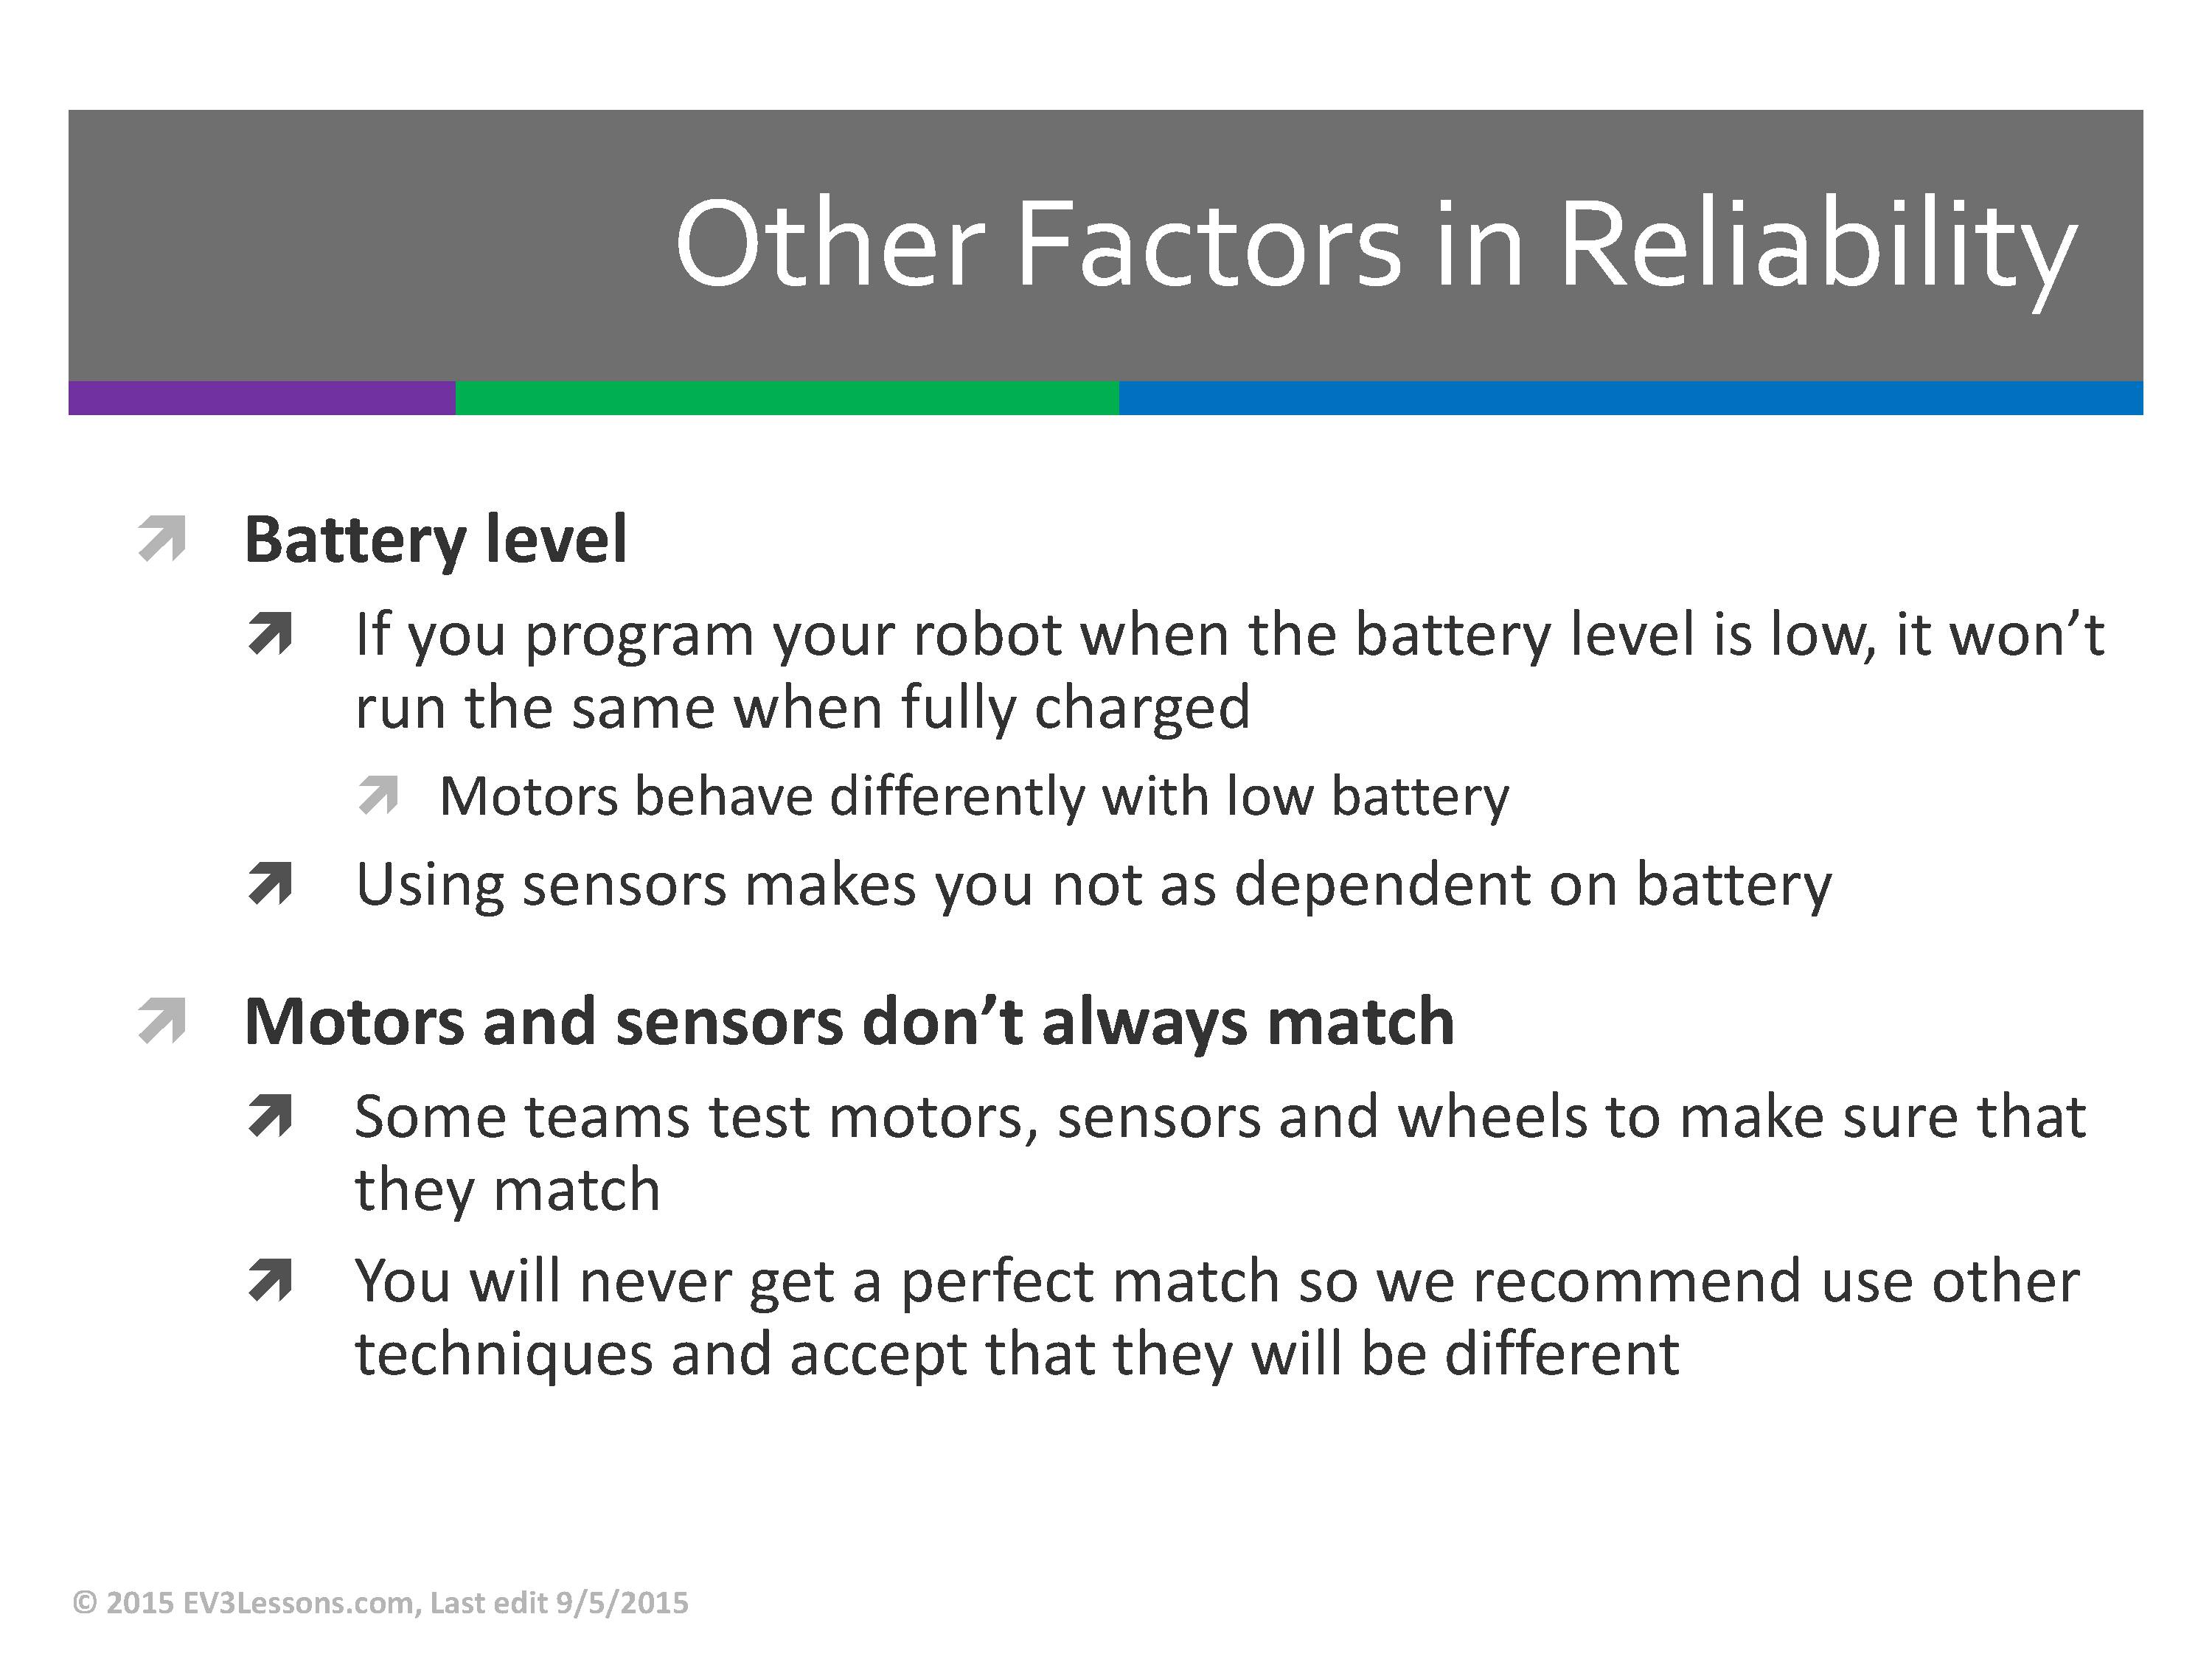 Other Factors in Reliability
Battery level
If you program your robot when the battery level is low, it won’t
run the same when fully charged
Motors behave differently with low battery
Using sensors makes you not as dependent on battery
Motors and sensors don’t always match
Some teams test motors, sensors and wheels to make sure that
they match
You will never get a perfect match so we recommend use other
techniques and accept that they will be different
© 2015 EV3Lessons.com, Last edit 9/5/2015